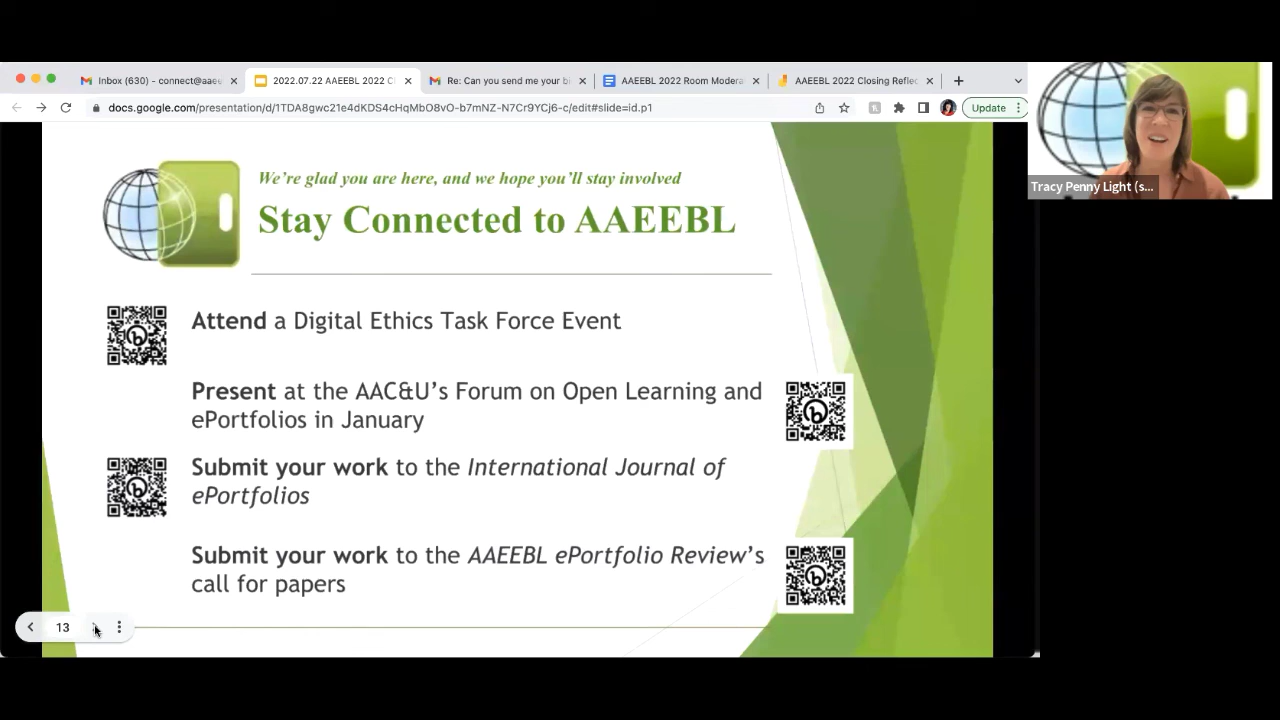 Inbox (630) - connect@aaee
2022.07.22 AAEEBL 2022 C
Re: Can you send me your b
AAEEBL 2022 Room Modera
AAEEBL 2022 Closing Reflec
docs.google.com/presentation/d/1TDA8gwc21e4dKDS4cHqMbO8vO-b7mNZ-N7Cr9YCj6-c/edit#slide=id.p1
Update
Tracy Penny Light (s...
We're glad you are here, and we hope you'll stay involved
Stay Connected to AAEEBL
Attend a Digital Ethics Task Force Event
Present at the AAC&U's Forum on Open Learning and
ePortfolios in January
Submit your work to the International Journal of
ePortfolios
Submit your work to the AAEEBL ePortfolio Review's
call for papers
13